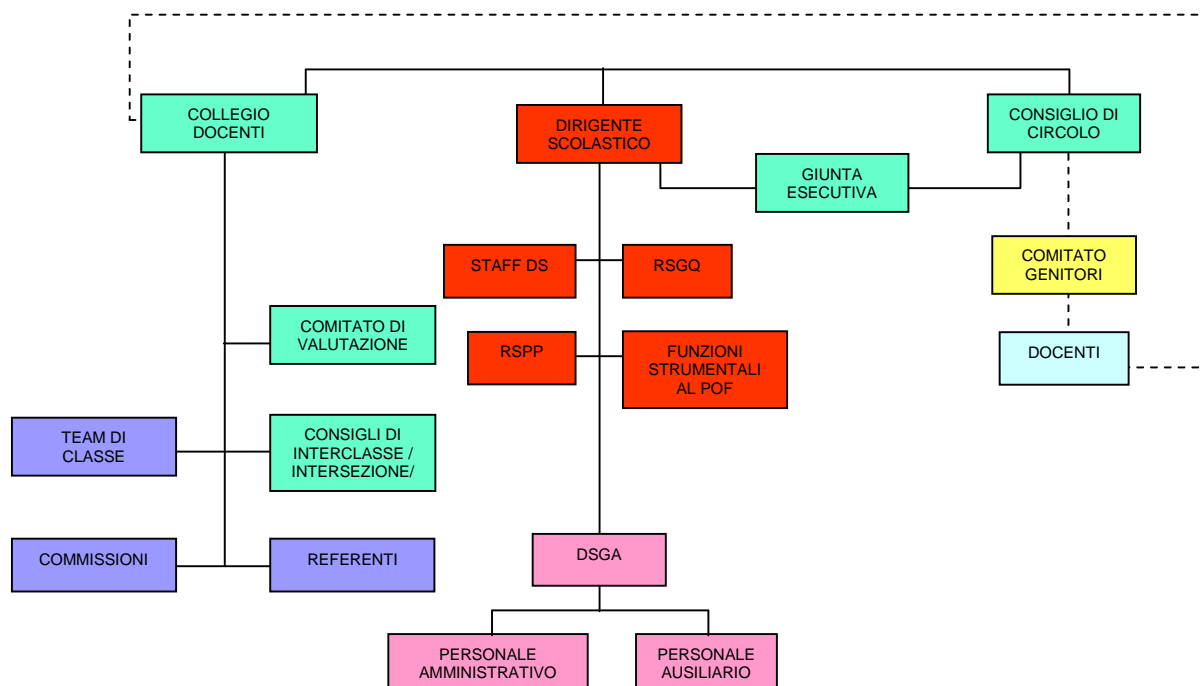 COLLEGIO
DOCENTI
DIRIGENTE
SCOLASTICO
CONSIGLIO DI
CIRCOLO
GIUNTA
ESECUTIVA
STAFF DS
RSGQ
COMITATO
GENITORI
COMITATO DI
VALUTAZIONE
RSPP
FUNZIONI
STRUMENTALI
AL POF
DOCENTI
TEAM DI
CLASSE
CONSIGLI DI
INTERCLASSE /
INTERSEZIONE/
COMMISSIONI
REFERENTI
DSGA
PERSONALE
AMMINISTRATIVO
PERSONALE
AUSILIARIO